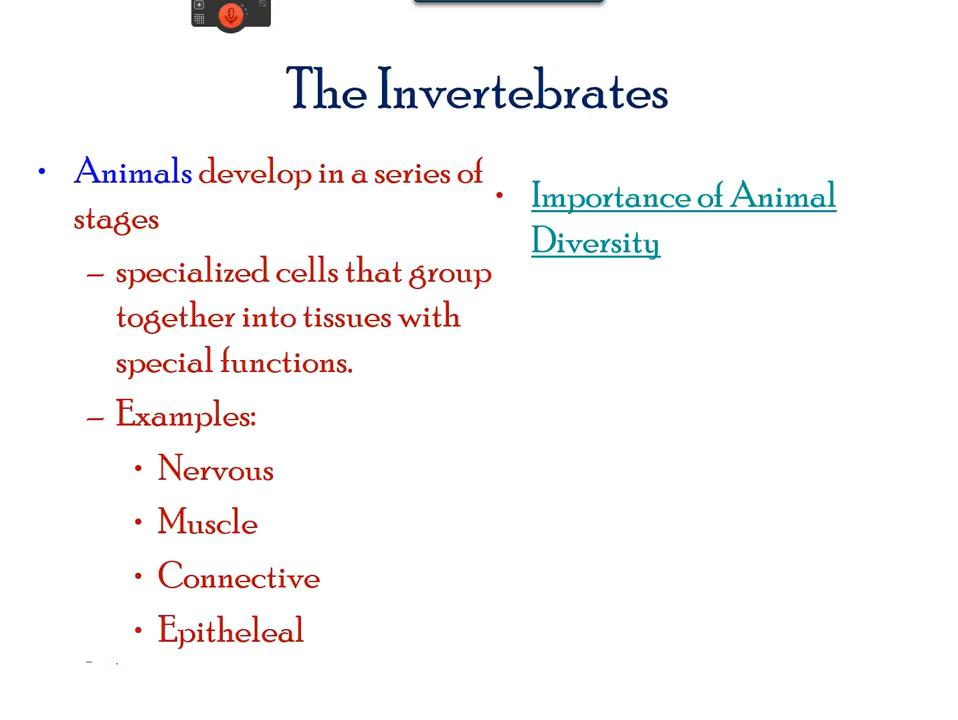 The Invertebrates
• Animals develop in a series of
stages
– specialized cells that group
together into tissues with
special functions.
– Examples:
• Nervous
• Muscle
• Connective
• Epitheleal
• Importance of Animal
Diversity